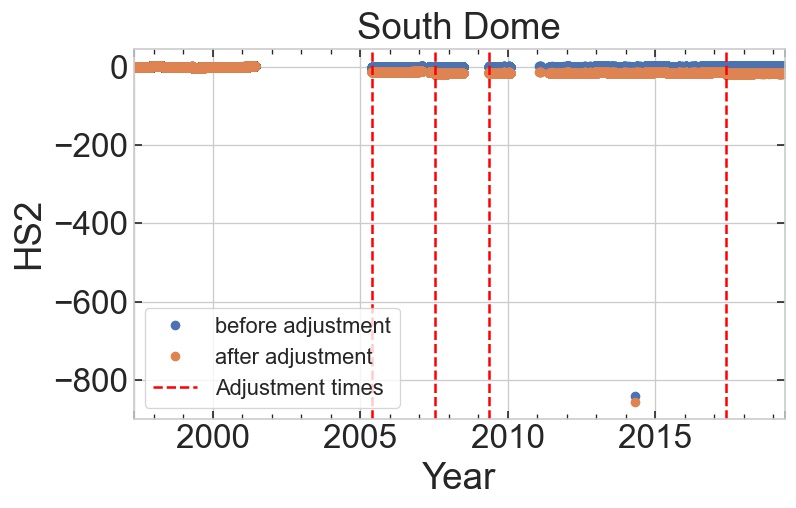 South Dome
0
−200
−400
−600
−800
HS2
before adjustment
after adjustment
Adjustment times
2000 2005 2010 2015
Year